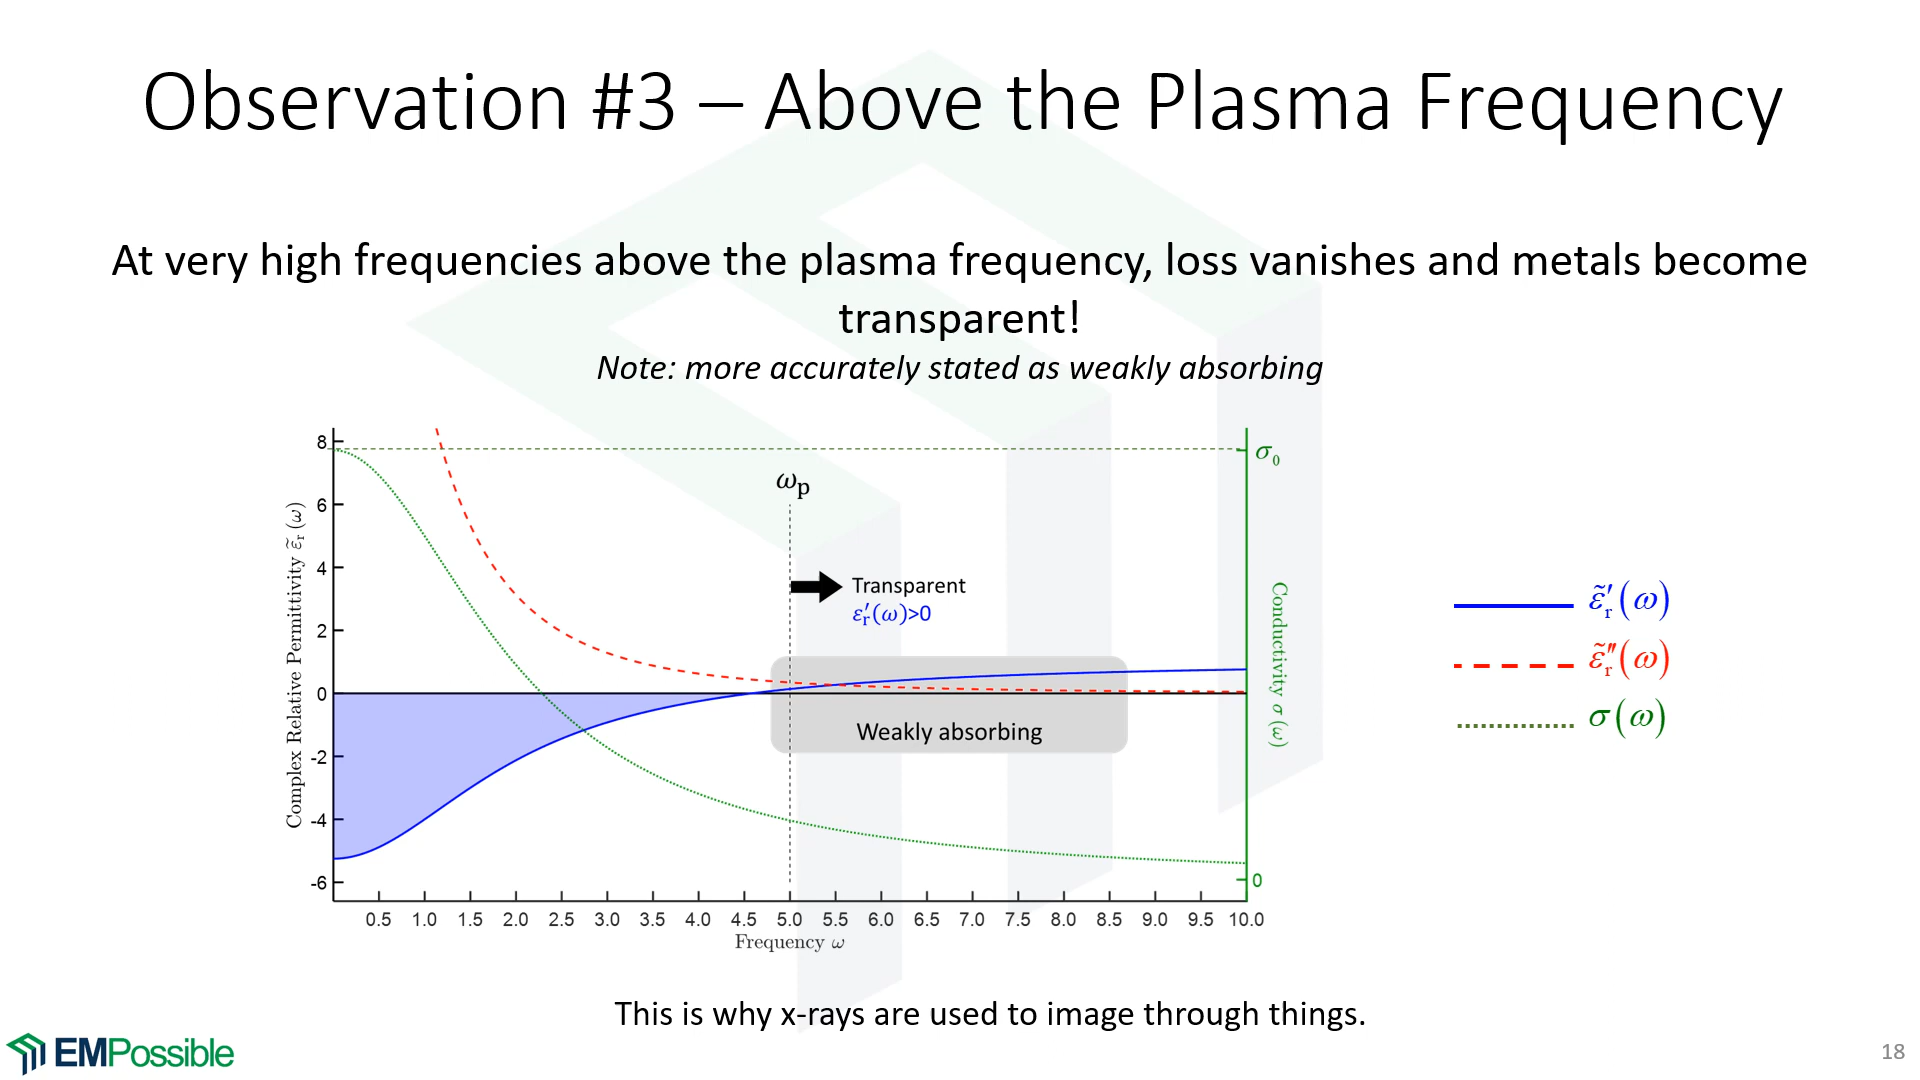 Observation #3 – Above the Plasma Frequency
At very high frequencies above the plasma frequency, loss vanishes and metals become
transparent!
Note: more accurately stated as weakly absorbing
8
6
4
2
0
-2
-4
-6
Complex Relative Permittivity ε̃r(ω)
ωp
Transparent
ε′r(ω)>0
Weakly absorbing
σ0
0
Conductivity σ(ω)
0.5 1.0 1.5 2.0 2.5 3.0 3.5 4.0 4.5 5.0 5.5 6.0 6.5 7.0 7.5 8.0 8.5 9.0 9.5 10.0
Frequency ω
ε̃′r(ω)
ε̃″r(ω)
σ(ω)
This is why x-rays are used to image through things.
EMPossible
18